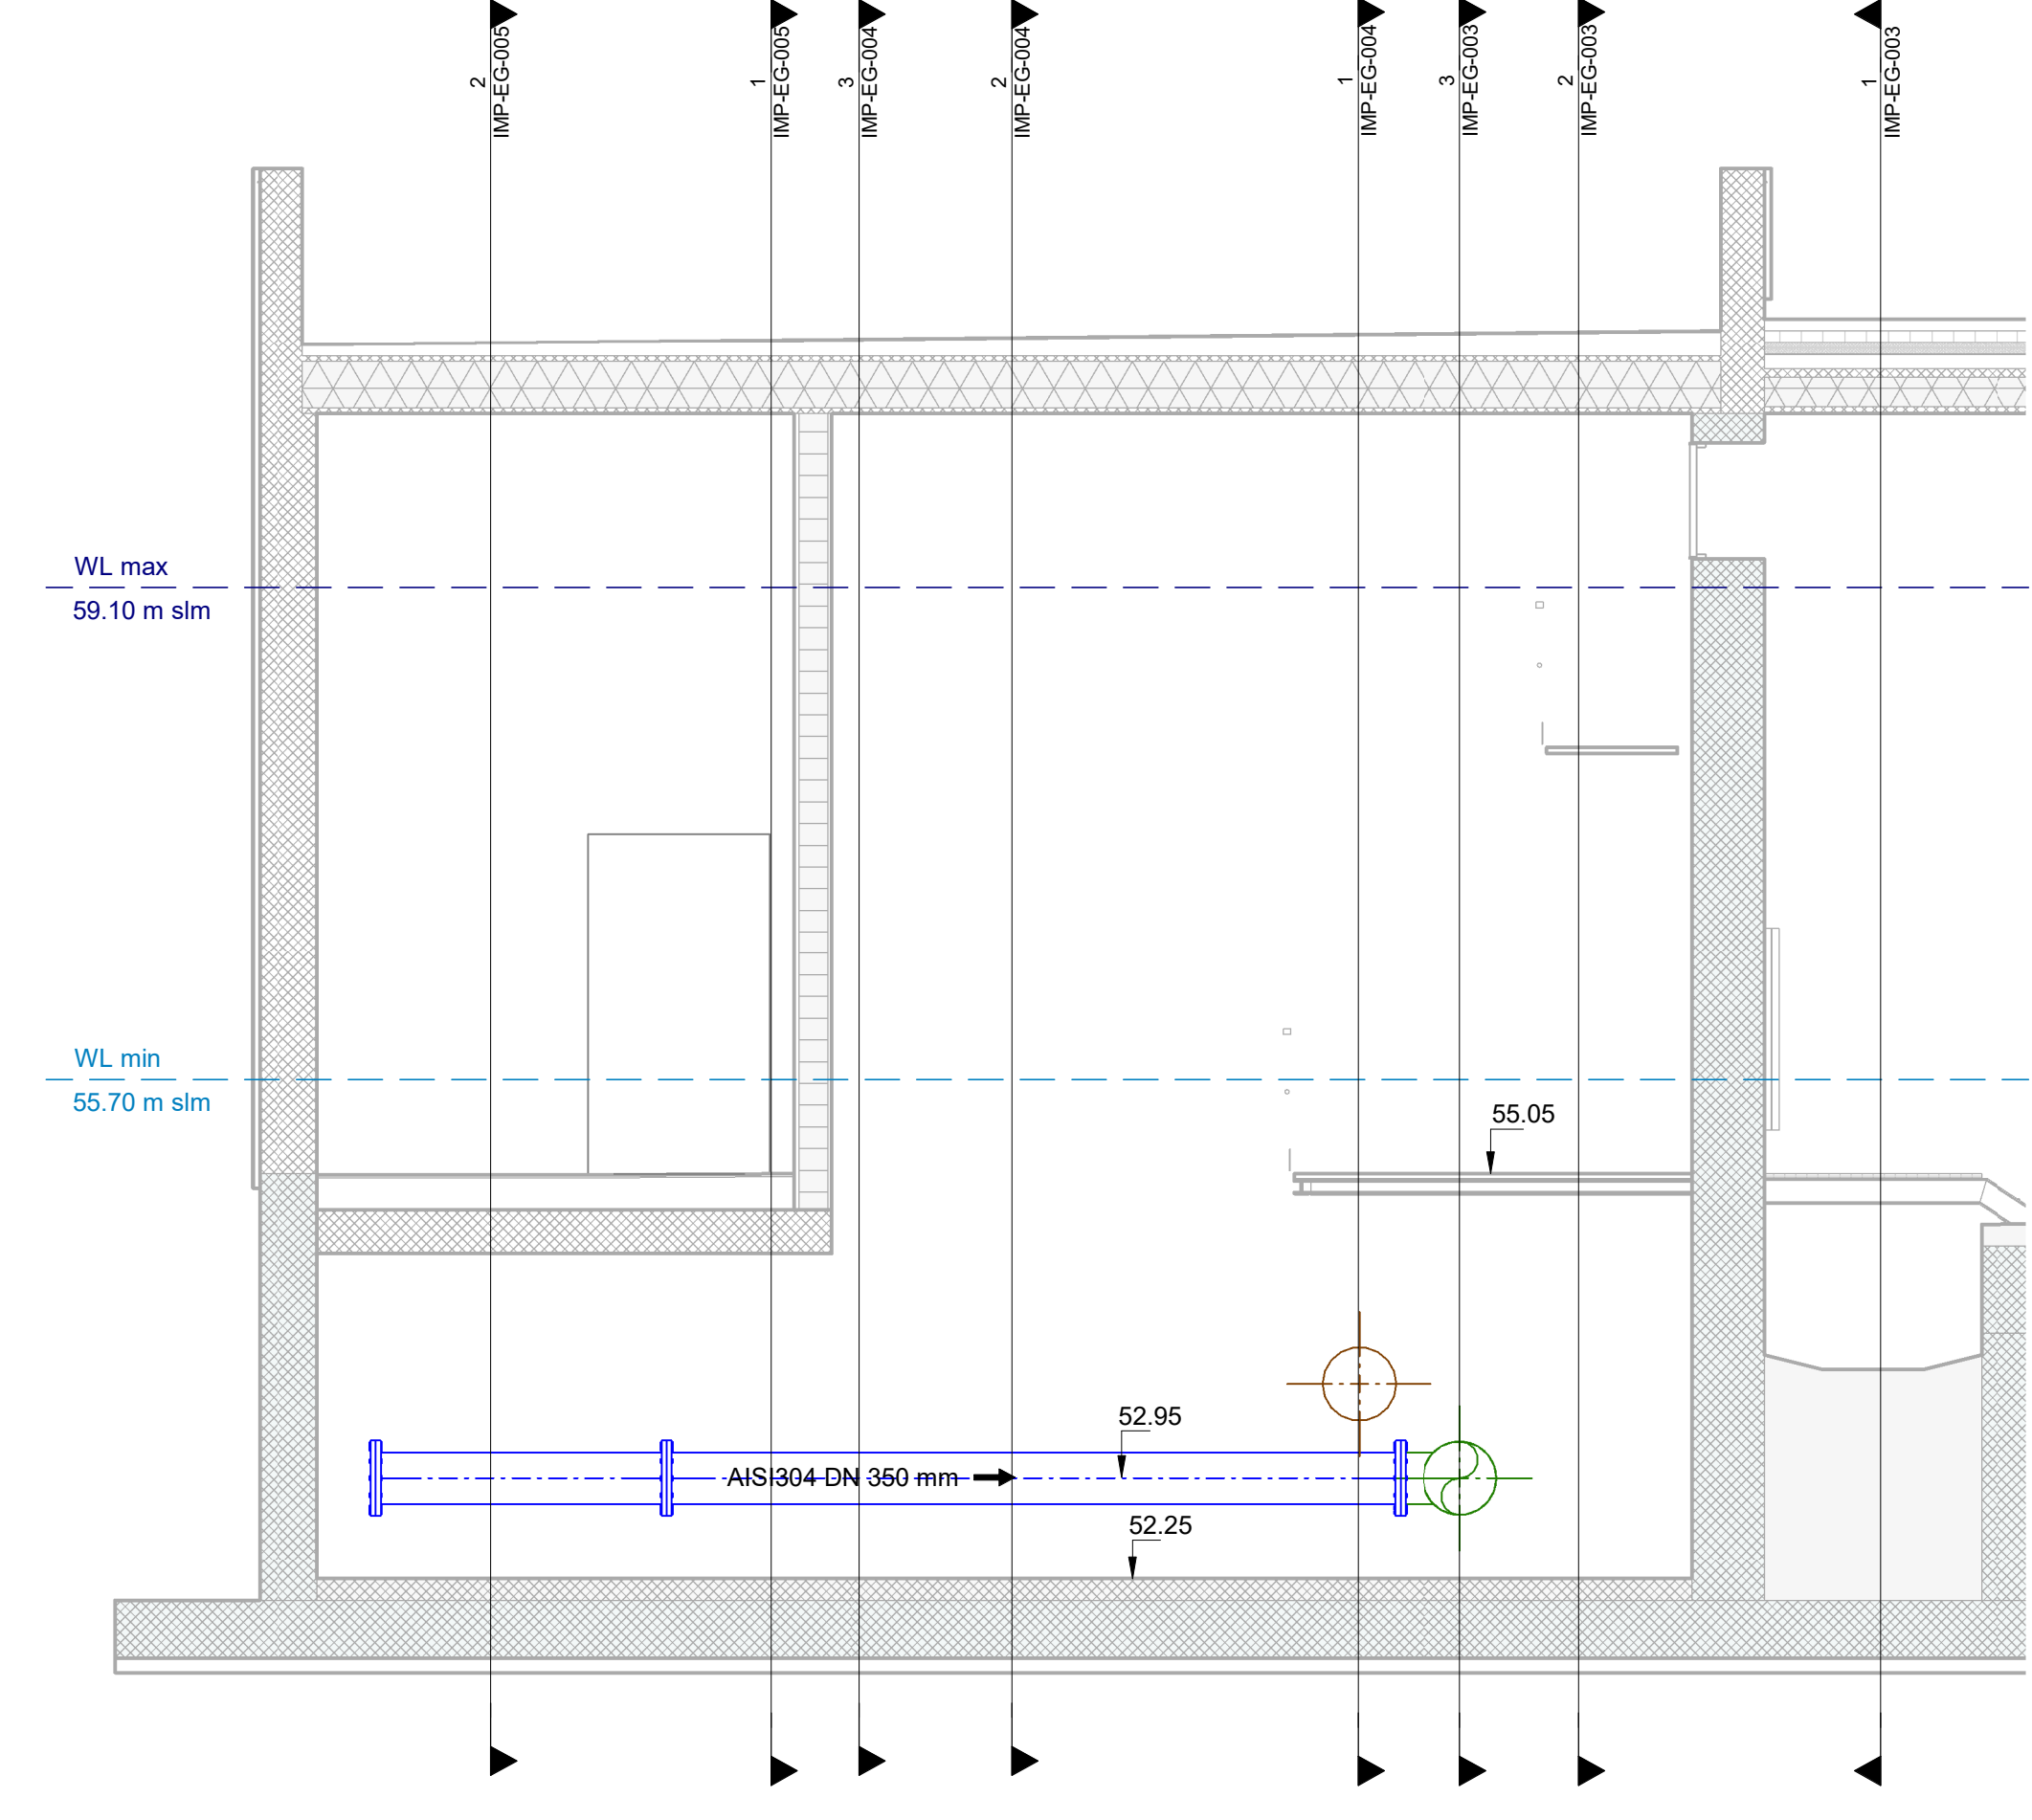 2
IMP-EG-005
1
IMP-EG-005
3
IMP-EG-004
2
IMP-EG-004
1
IMP-EG-004
3
IMP-EG-003
2
IMP-EG-003
1
IMP-EG-003
WL max
59.10 m slm
WL min
55.70 m slm
55.05
52.95
AISI304 DN 350 mm
52.25